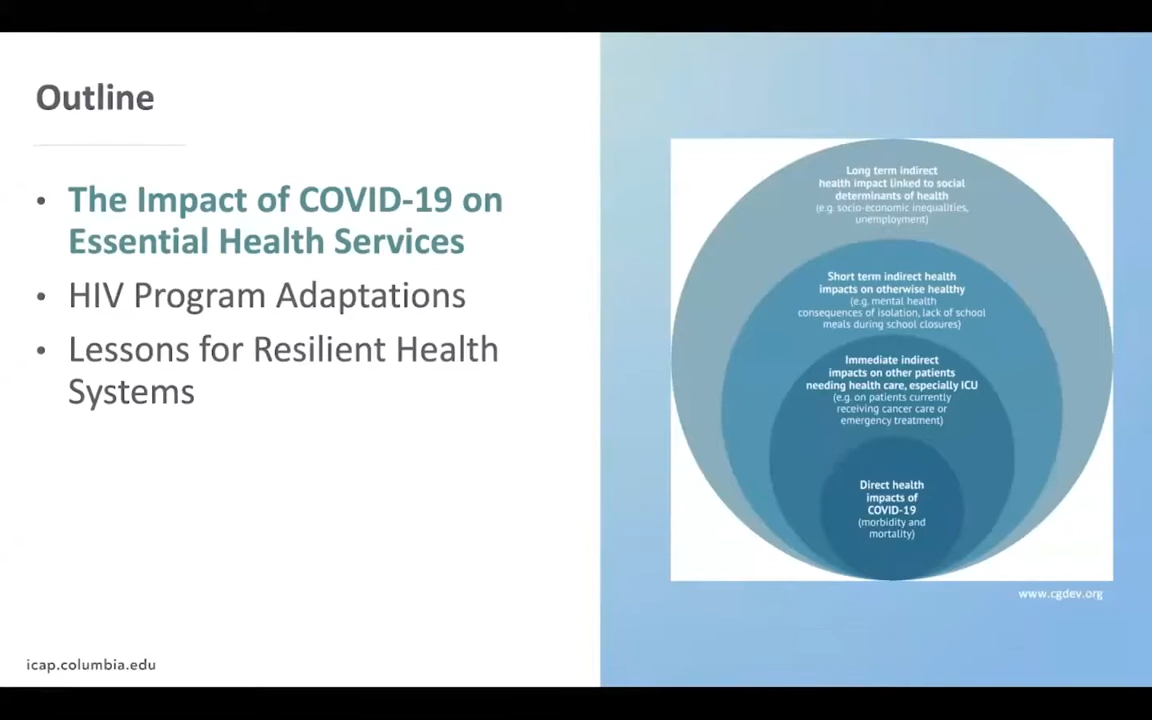 Outline
• The Impact of COVID-19 on
Essential Health Services
• HIV Program Adaptations
• Lessons for Resilient Health
Systems
Long term indirect
health impact linked to social
determinants of health
(e.g. socio-economic inequalities,
unemployment)
Short term indirect health
impacts on otherwise healthy
(e.g. mental health
consequences of isolation, lack of school
meals during school closures)
Immediate indirect
impacts on other patients
needing health care, especially ICU
(e.g. on patients currently
receiving cancer care or
emergency treatment)
Direct health
impacts of
COVID-19
(morbidity and
mortality)
www.cgdev.org
icap.columbia.edu